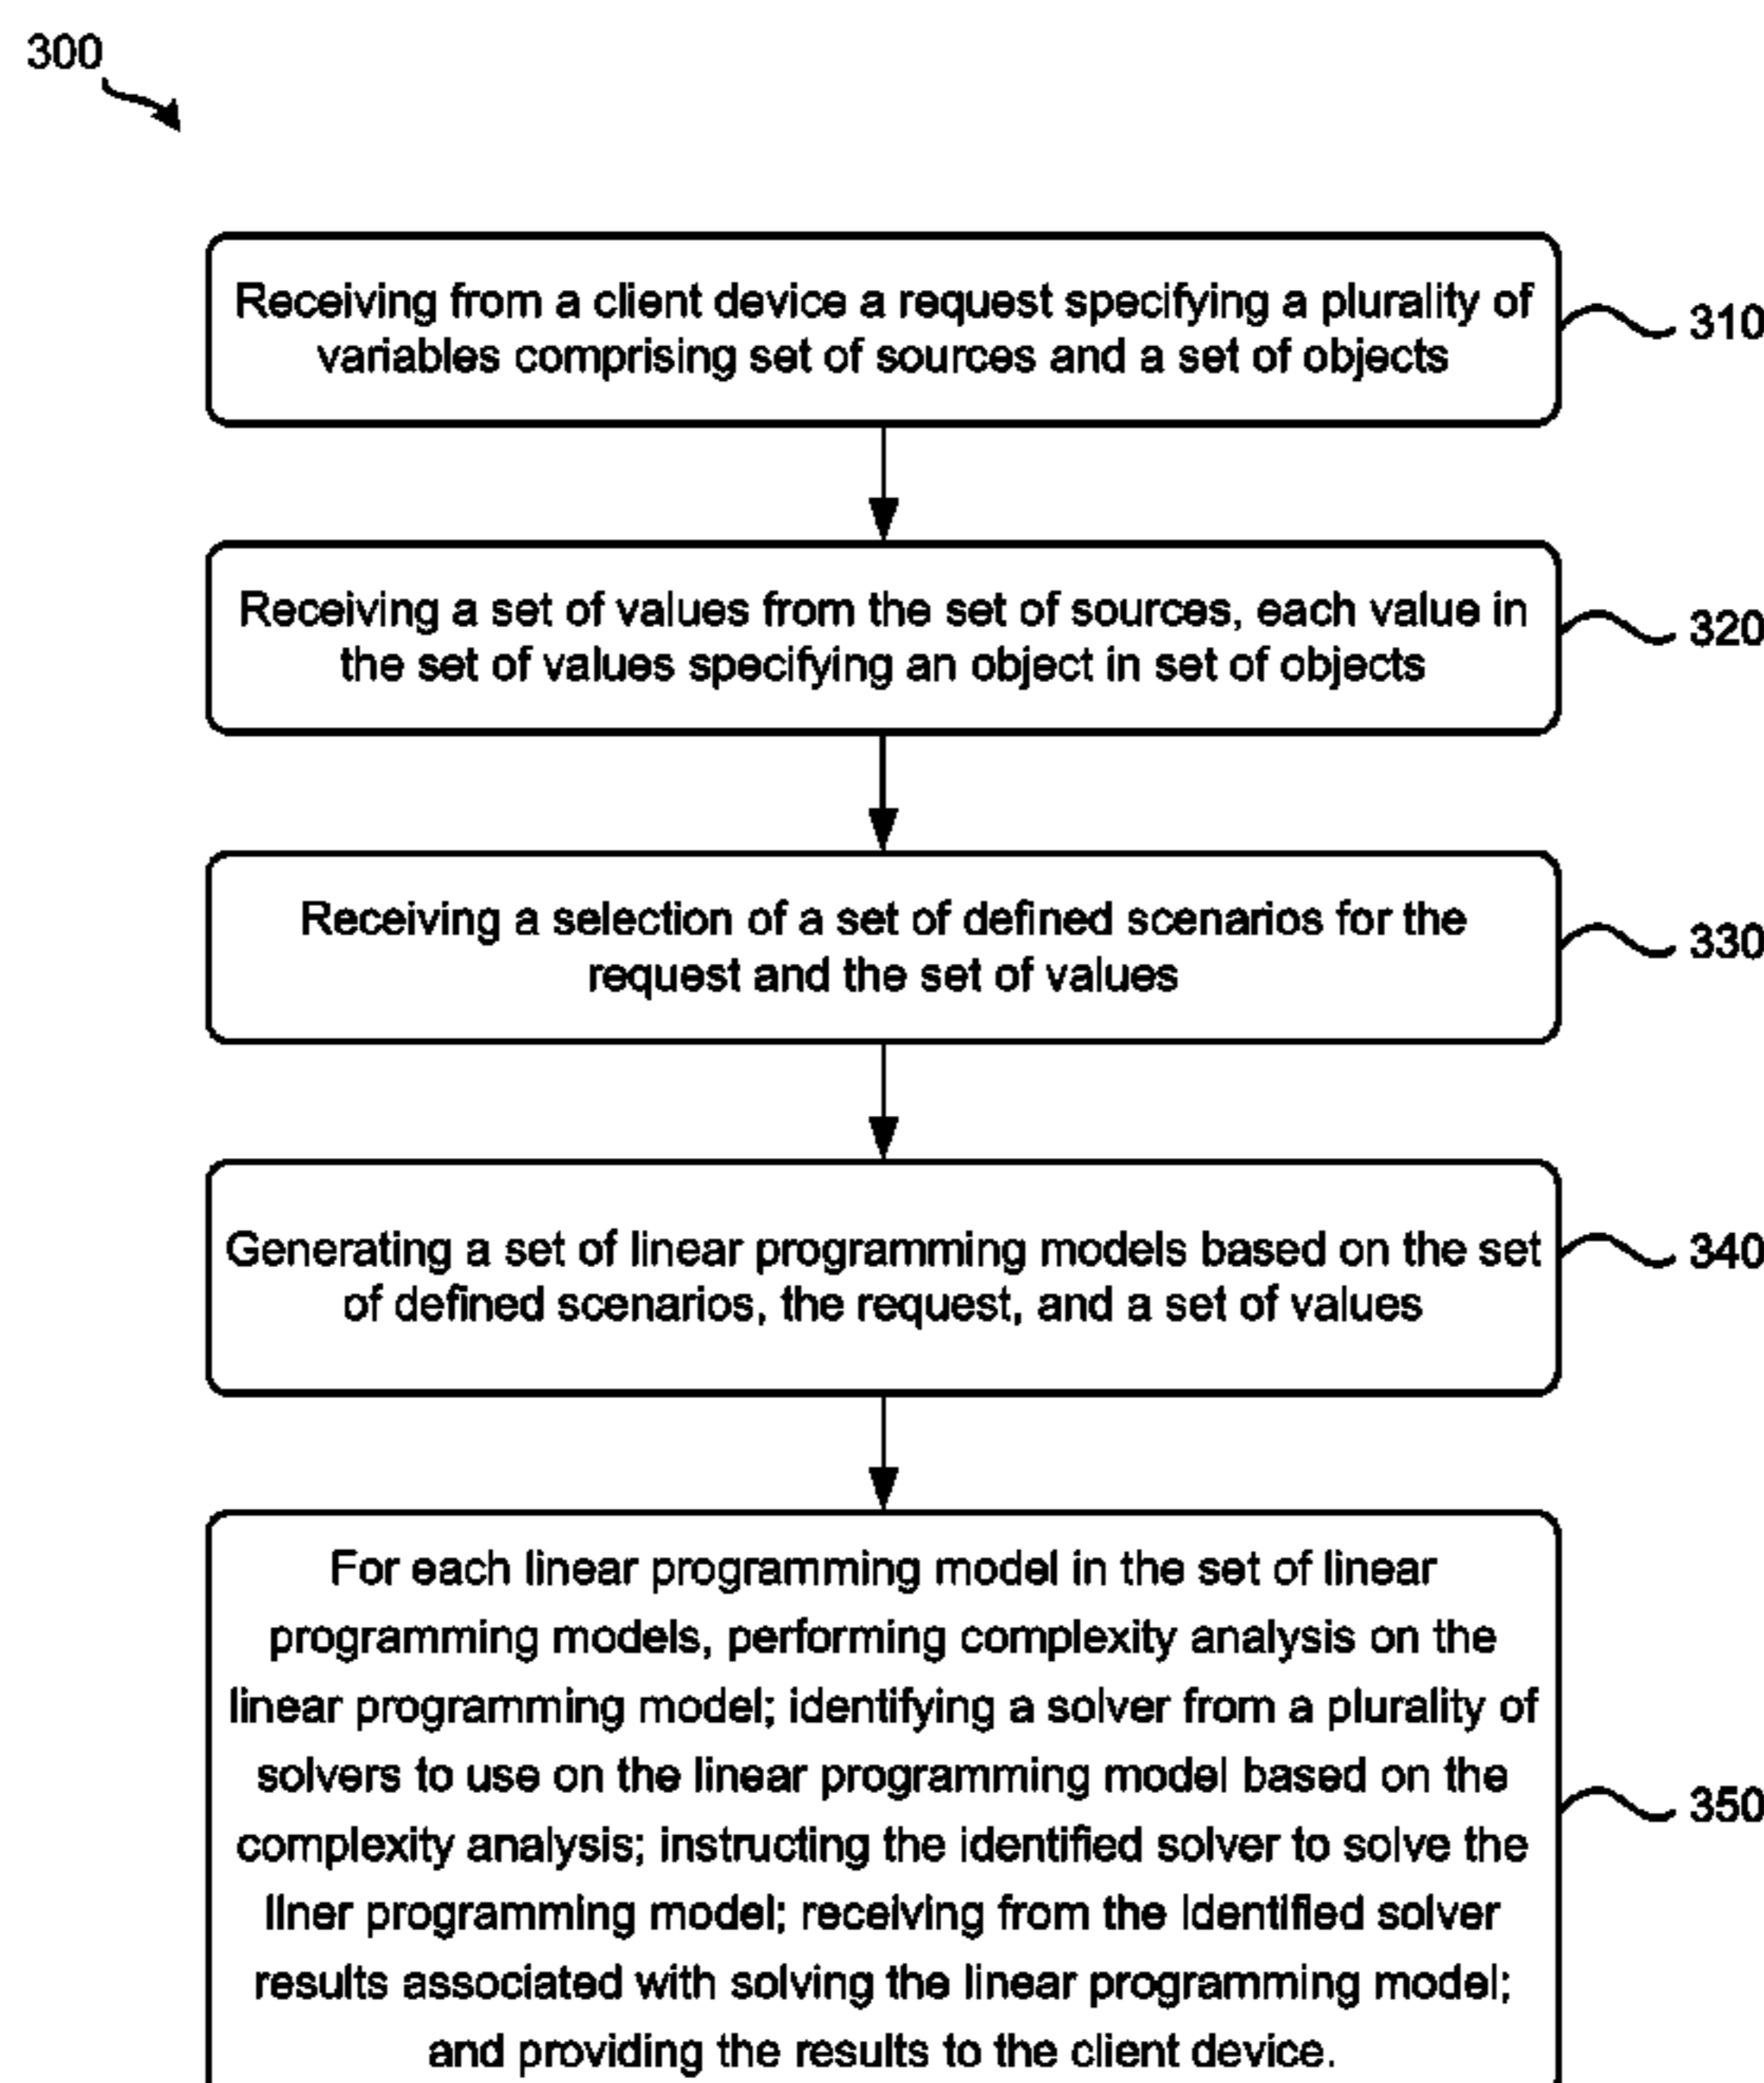 300
Receiving from a client device a request specifying a plurality of
variables comprising set of sources and a set of objects
310
Receiving a set of values from the set of sources, each value in
the set of values specifying an object in set of objects
320
Receiving a selection of a set of defined scenarios for the
request and the set of values
330
Generating a set of linear programming models based on the set
of defined scenarios, the request, and a set of values
340
For each linear programming model in the set of linear
programming models, performing complexity analysis on the
linear programming model; identifying a solver from a plurality of
solvers to use on the linear programming model based on the
complexity analysis; instructing the identified solver to solve the
liner programming model; receiving from the identified solver
results associated with solving the linear programming model;
and providing the results to the client device.
350